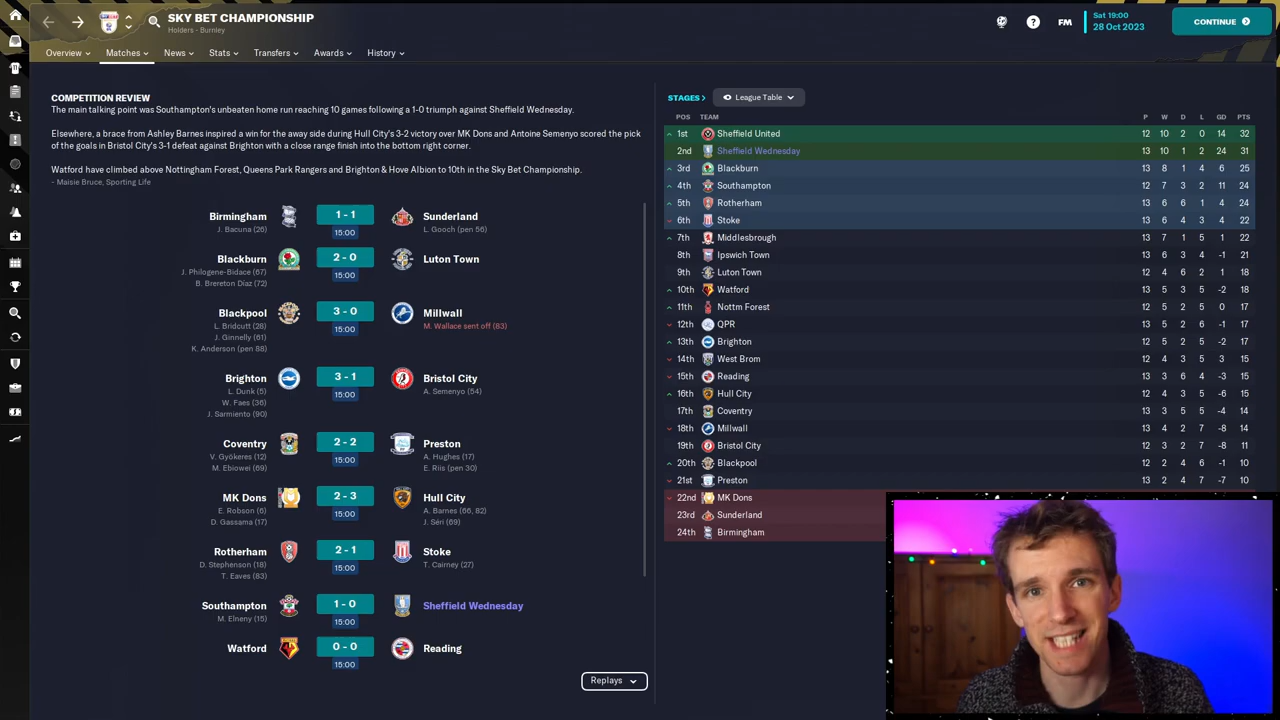 SKY BET CHAMPIONSHIP
Holders - Burnley
FM
Sat 19:00
28 Oct 2023
CONTINUE
Overview Matches News Stats Transfers Awards History
COMPETITION REVIEW
The main talking point was Southampton's unbeaten home run reaching 10 games following a 1-0 triumph against Sheffield Wednesday.
Elsewhere, a brace from Ashley Barnes inspired a win for the away side during Hull City's 3-2 victory over MK Dons and Antoine Semenyo scored the pick
of the goals in Bristol City's 3-1 defeat against Brighton with a close range finish into the bottom right corner.
Watford have climbed above Nottingham Forest, Queens Park Rangers and Brighton & Hove Albion to 10th in the Sky Bet Championship.
- Maisie Bruce, Sporting Life
Birmingham 1 - 1 Sunderland
J. Bacuna (26) 15:00 L. Gooch (pen 56)
Blackburn 2 - 0 Luton Town
J. Philogene-Bidace (67) 15:00
B. Brereton Díaz (72)
Blackpool 3 - 0 Millwall
L. Bridcutt (28) 15:00 M. Wallace sent off (83)
J. Ginnelly (61)
K. Anderson (pen 88)
Brighton 3 - 1 Bristol City
L. Dunk (5) 15:00 A. Semenyo (54)
W. Faes (36)
J. Sarmiento (90)
Coventry 2 - 2 Preston
V. Gyökeres (12) 15:00 A. Hughes (17)
M. Ebiowei (69) E. Riis (pen 30)
MK Dons 2 - 3 Hull City
E. Robson (6) 15:00 A. Barnes (66, 82)
D. Gassama (17) J. Séri (69)
Rotherham 2 - 1 Stoke
D. Stephenson (18) 15:00 T. Cairney (27)
T. Eaves (83)
Southampton 1 - 0 Sheffield Wednesday
M. Elneny (15) 15:00
Watford 0 - 0 Reading
15:00
Replays
STAGES League Table
POS TEAM P W D L GD PTS
1st Sheffield United 12 10 2 0 14 32
2nd Sheffield Wednesday 13 10 1 2 24 31
3rd Blackburn 13 8 1 4 6 25
4th Southampton 12 7 3 2 11 24
5th Rotherham 13 6 6 1 4 24
6th Stoke 13 6 4 3 4 22
7th Middlesbrough 13 7 1 5 1 22
8th Ipswich Town 13 6 3 4 -1 21
9th Luton Town 12 4 6 2 1 18
10th Watford 13 5 3 5 -2 18
11th Nottm Forest 12 5 2 5 0 17
12th QPR 13 5 2 6 -1 17
13th Brighton 12 5 2 5 -2 17
14th West Brom 12 4 3 5 3 15
15th Reading 13 3 6 4 -3 15
16th Hull City 12 4 3 5 -6 15
17th Coventry 13 3 5 5 -4 14
18th Millwall 13 4 2 7 -8 14
19th Bristol City 12 3 2 7 -8 11
20th Blackpool 12 2 4 6 -1 10
21st Preston 13 2 4 7 -7 10
22nd MK Dons
23rd Sunderland
24th Birmingham